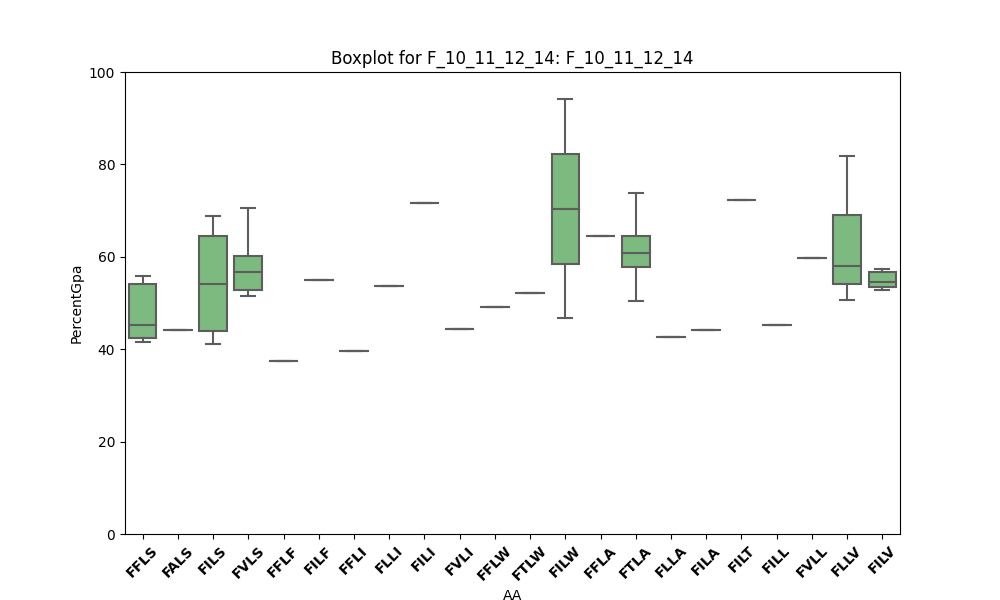 Boxplot for F_10_11_12_14: F_10_11_12_14
PercentGpa
100
80
60
40
20
0
FFLS FALS FILS FVLS FFLF FILF FFLI FLLI FILI FVLI FFLW FTLW FILW FFLA FTLA FLLA FILA FILT FILL FVLL FLLV FILV
AA